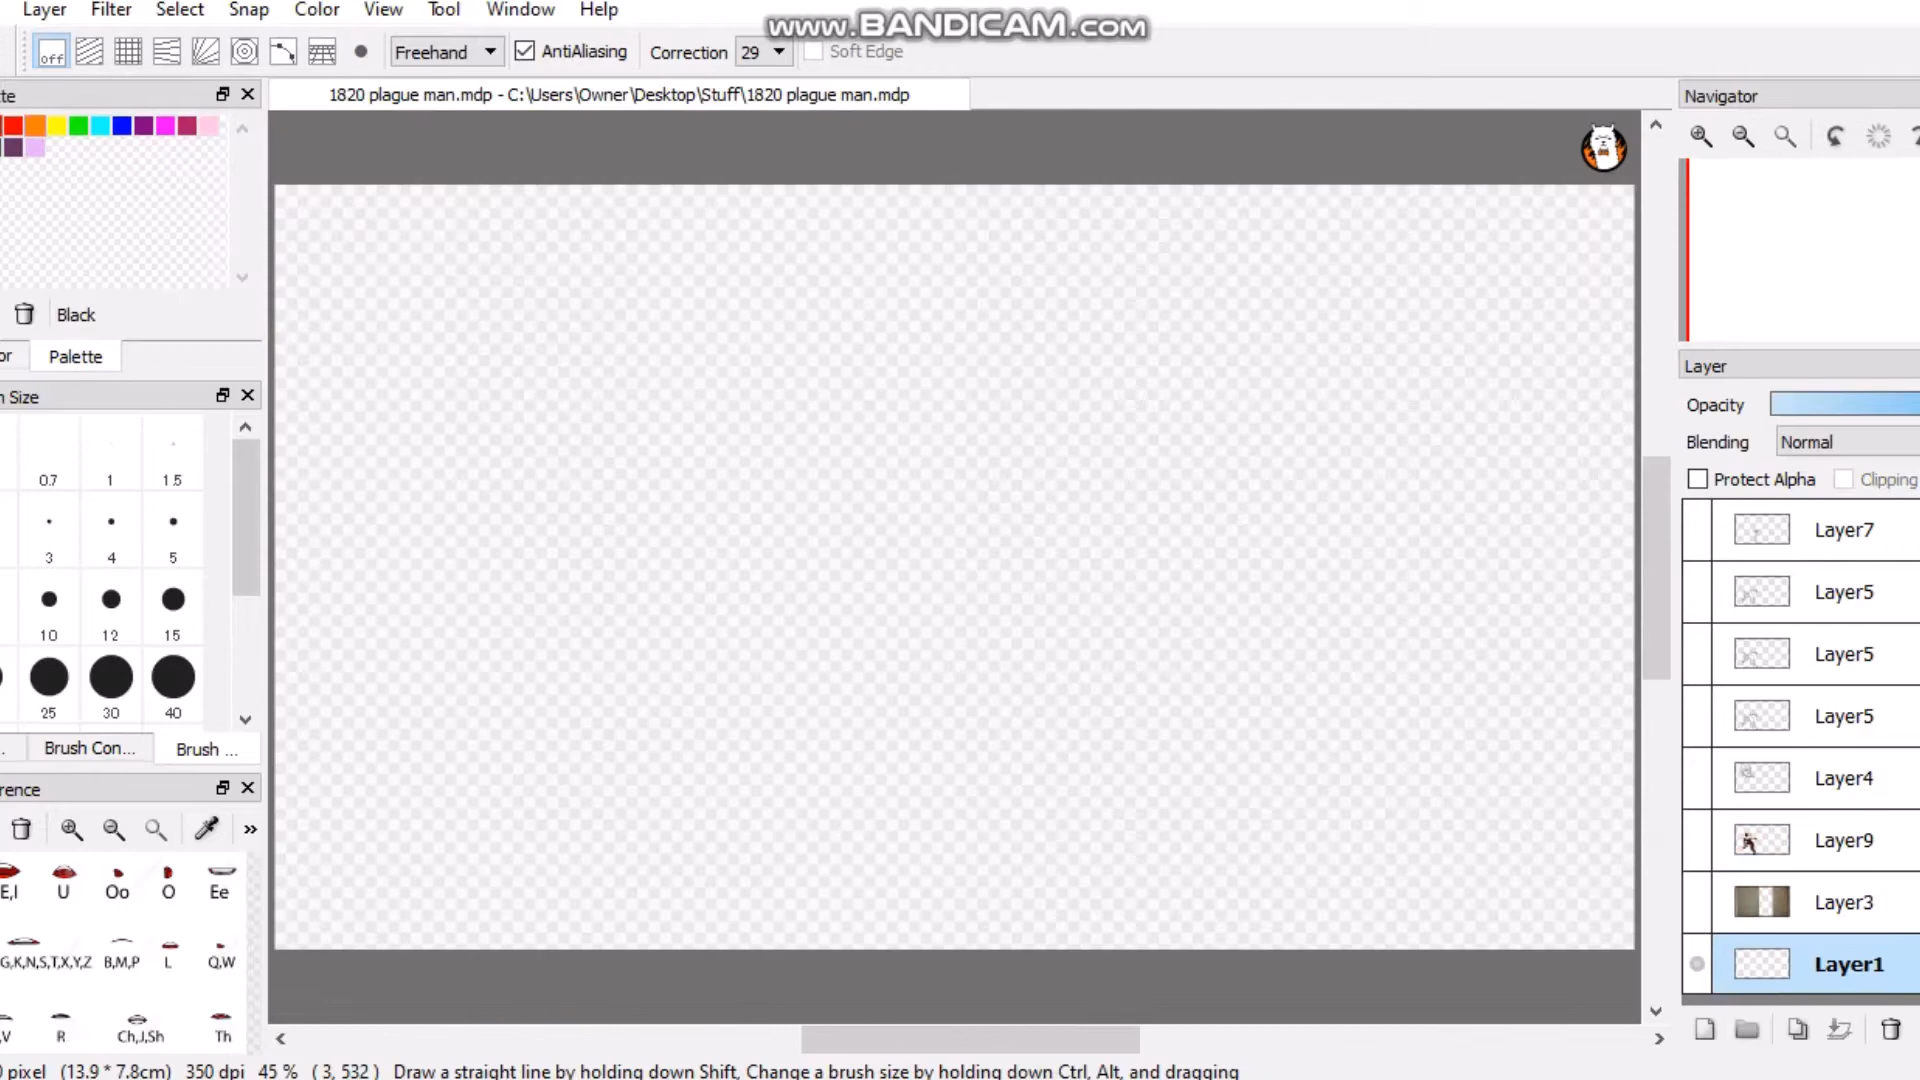 Layer Filter Select Snap Color View Tool Window Help
www.BANDICAM.com
off Freehand AntiAliasing Correction 29 Soft Edge
1820 plague man.mdp - C:\Users\Owner\Desktop\Stuff\1820 plague man.mdp
Navigator
Black
Palette
Size
0.7 1 1.5
3 4 5
10 12 15
25 30 40
Brush Con... Brush ...
Layer
Opacity
Blending Normal
Protect Alpha Clipping
Layer7
Layer5
Layer5
Layer5
Layer4
Layer9
Layer3
Layer1
E,I U Oo O Ee
G,K,N,S,T,X,Y,Z B,M,P L Q,W
R Ch,J,Sh Th
pixel (13.9 * 7.8cm) 350 dpi 45 % ( 3, 532 ) Draw a straight line by holding down Shift, Change a brush size by holding down Ctrl, Alt, and dragging